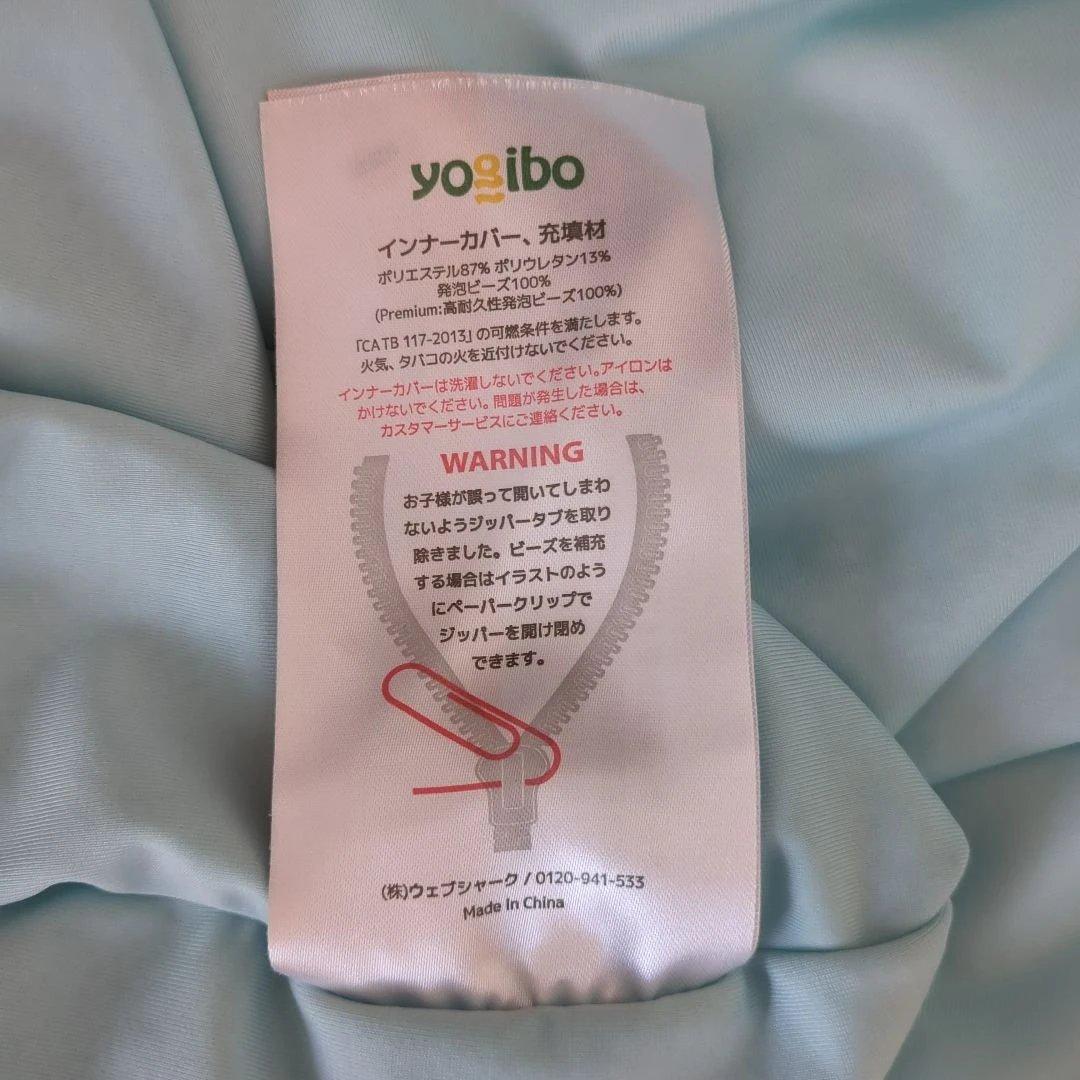 yogibo
インナーカバー、充填材
ポリエステル87% ポリウレタン13%
発泡ビーズ100%
(Premium:高耐久性発泡ビーズ100%)
「CA TB 117-2013」の可燃条件を満たします。
火気、タバコの火を近付けないでください。
インナーカバーは洗濯しないでください。アイロンは
かけないでください。問題が発生した場合は、
カスタマーサービスにご連絡ください。
WARNING
お子様が誤って開いてしまわ
ないようジッパータブを取り
除きました。ビーズを補充
する場合はイラストのよう
にペーパークリップで
ジッパーを開け閉め
できます。
(株)ウェブシャーク / 0120-941-533
Made in China